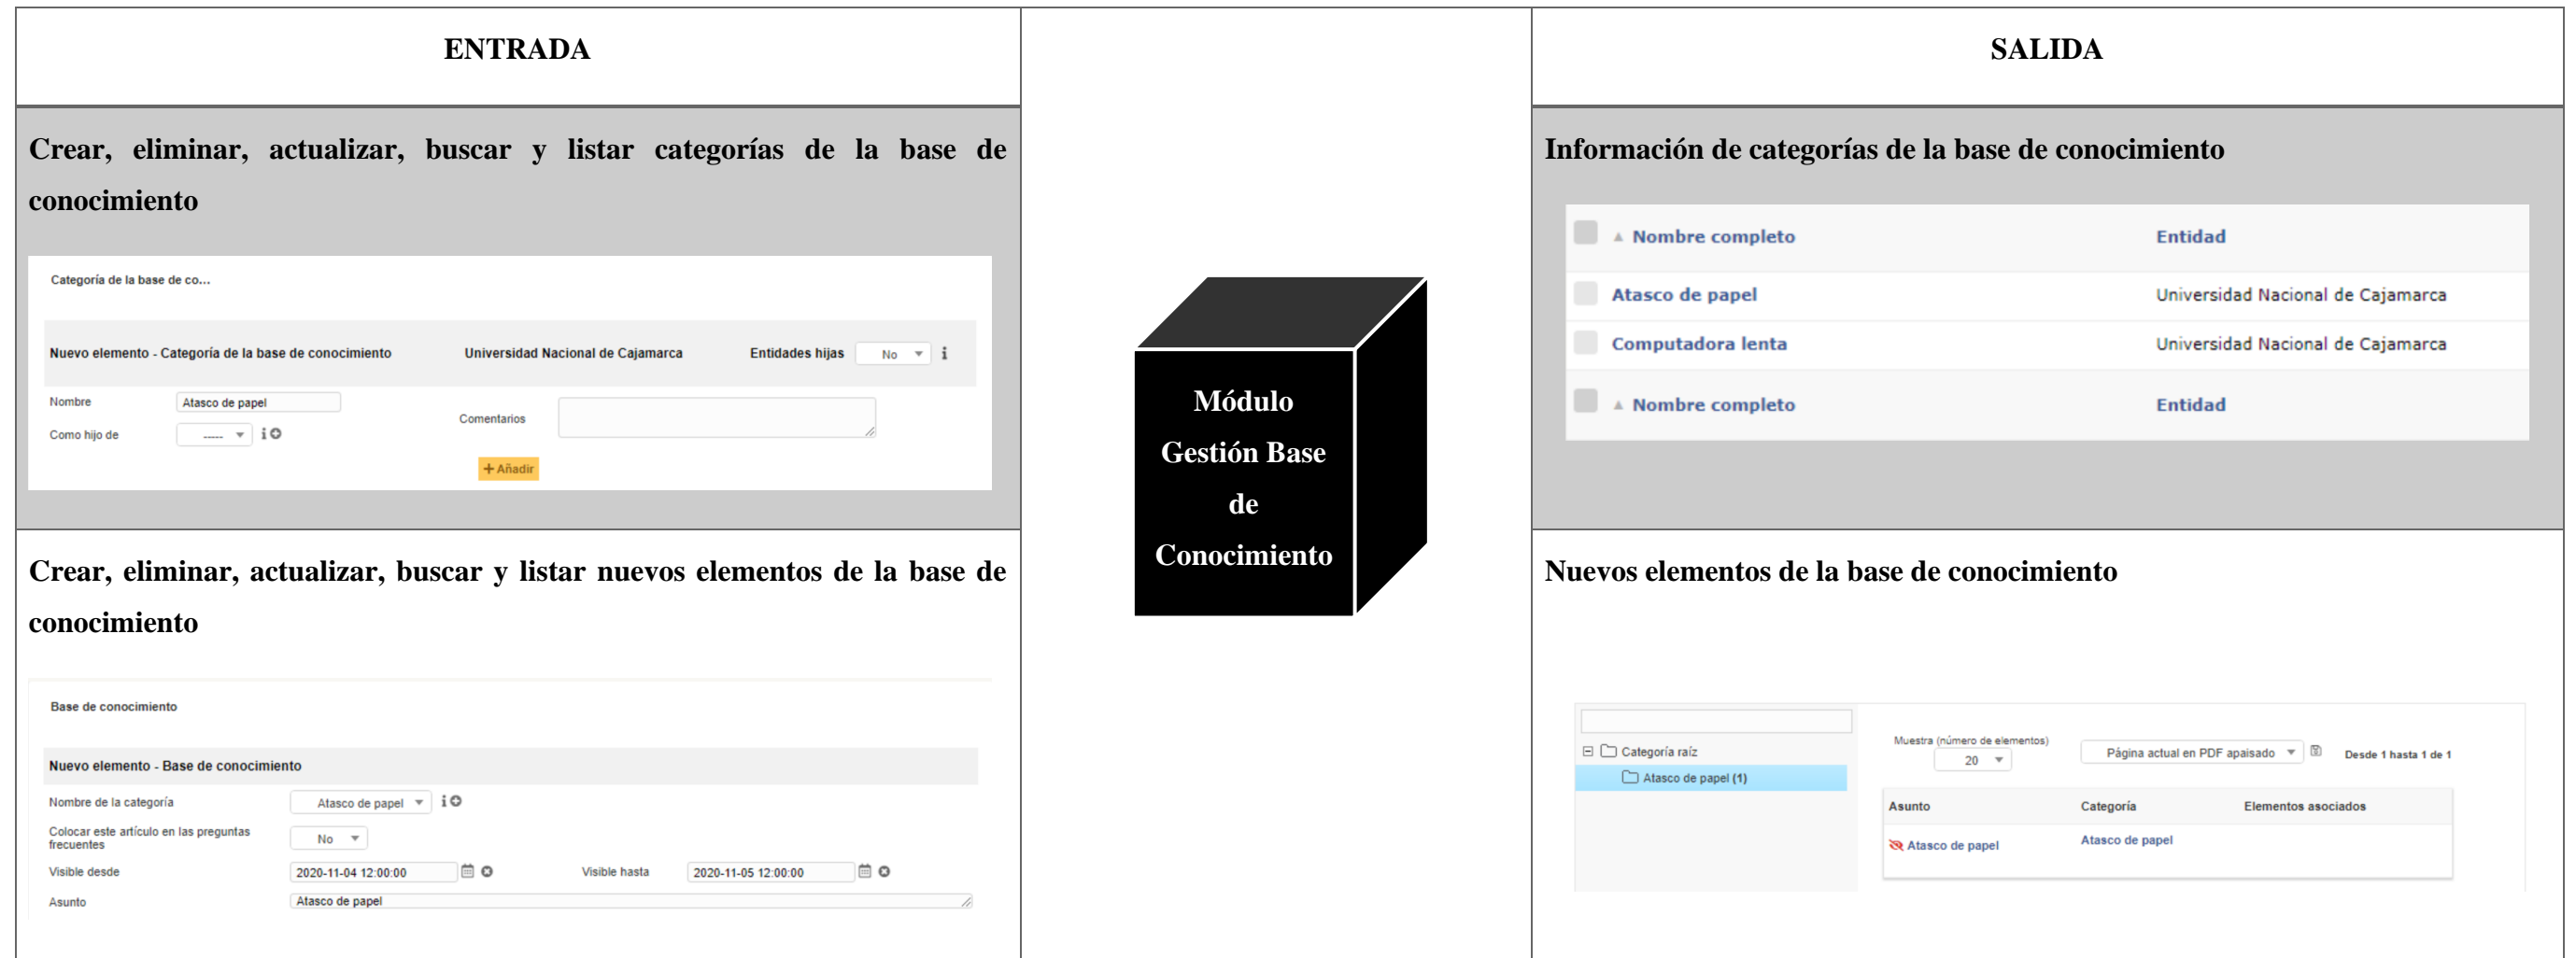 ENTRADA
SALIDA
Crear, eliminar, actualizar, buscar y listar categorías de la base de
conocimiento
Categoría de la base de co...
Nuevo elemento - Categoría de la base de conocimiento Universidad Nacional de Cajamarca Entidades hijas No
Nombre Atasco de papel
Comentarios
Como hijo de -----
+ Añadir
Módulo
Gestión Base
de
Conocimiento
Información de categorías de la base de conocimiento
Nombre completo Entidad
Atasco de papel Universidad Nacional de Cajamarca
Computadora lenta Universidad Nacional de Cajamarca
Nombre completo Entidad
Crear, eliminar, actualizar, buscar y listar nuevos elementos de la base de
conocimiento
Base de conocimiento
Nuevo elemento - Base de conocimiento
Nombre de la categoría Atasco de papel
Colocar este artículo en las preguntas
frecuentes No
Visible desde 2020-11-04 12:00:00 Visible hasta 2020-11-05 12:00:00
Asunto Atasco de papel
Nuevos elementos de la base de conocimiento
Categoría raíz
Atasco de papel (1)
Muestra (número de elementos)
20 Página actual en PDF apaisado Desde 1 hasta 1 de 1
Asunto Categoría Elementos asociados
Atasco de papel Atasco de papel